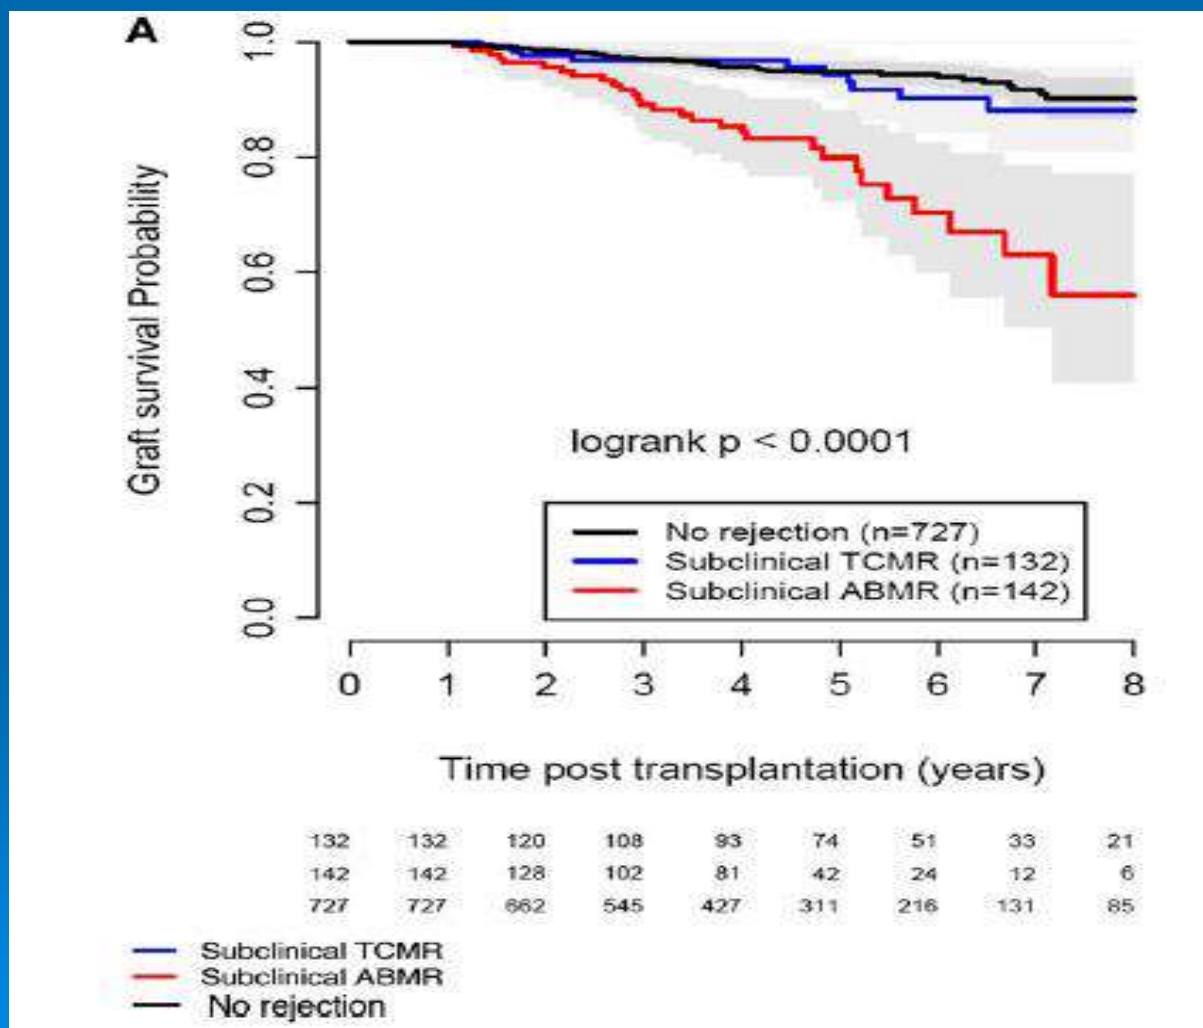 A
Graft survival Probability
1.0
0.8
0.6
0.4
0.2
0.0
logrank p < 0.0001
No rejection (n=727)
Subclinical TCMR (n=132)
Subclinical ABMR (n=142)
0 1 2 3 4 5 6 7 8
Time post transplantation (years)
132 132 120 108 93 74 51 33 21
142 142 128 102 81 42 24 12 6
727 727 662 545 427 311 216 131 85
Subclinical TCMR
Subclinical ABMR
No rejection